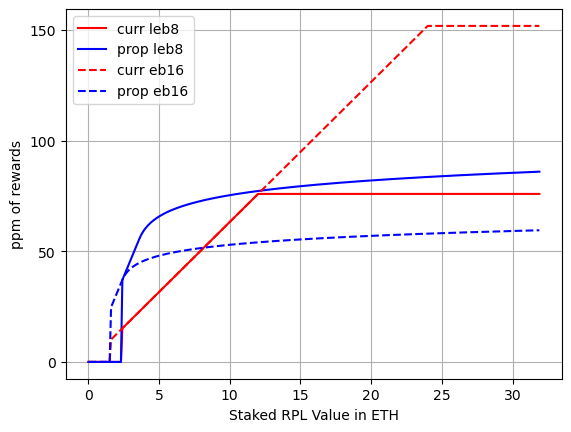 150
100
50
0
ppm of rewards
curr leb8
prop leb8
curr eb16
prop eb16
0 5 10 15 20 25 30
Staked RPL Value in ETH